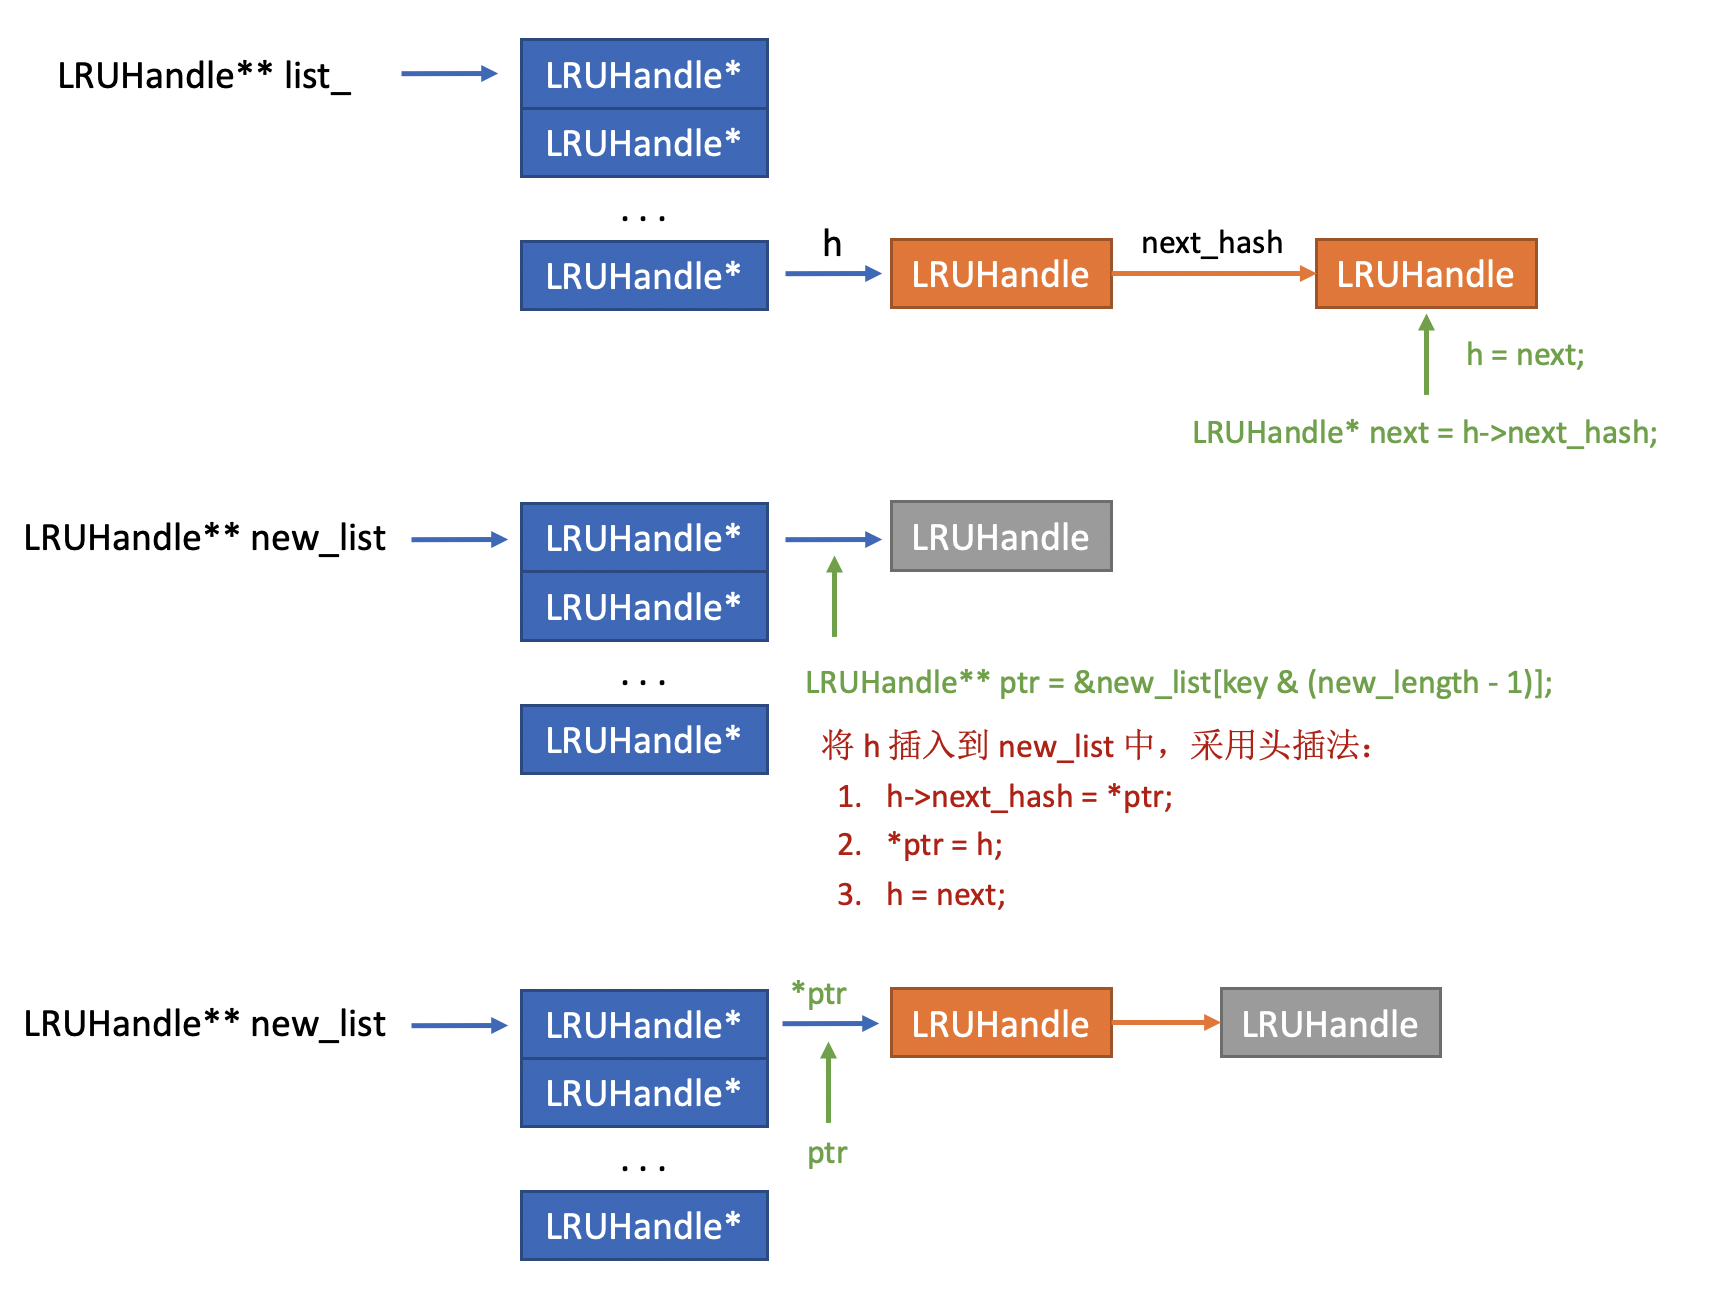 LRUHandle** list_
LRUHandle*
LRUHandle*
...
LRUHandle*
h
LRUHandle
next_hash
LRUHandle
h = next;
LRUHandle* next = h->next_hash;
LRUHandle** new_list
LRUHandle*
LRUHandle
LRUHandle*
...
LRUHandle*
LRUHandle** ptr = &new_list[key & (new_length - 1)];
将 h 插入到 new_list 中，采用头插法：
1. h->next_hash = *ptr;
2. *ptr = h;
3. h = next;
LRUHandle** new_list
LRUHandle*
*ptr
LRUHandle
LRUHandle
LRUHandle*
ptr
...
LRUHandle*